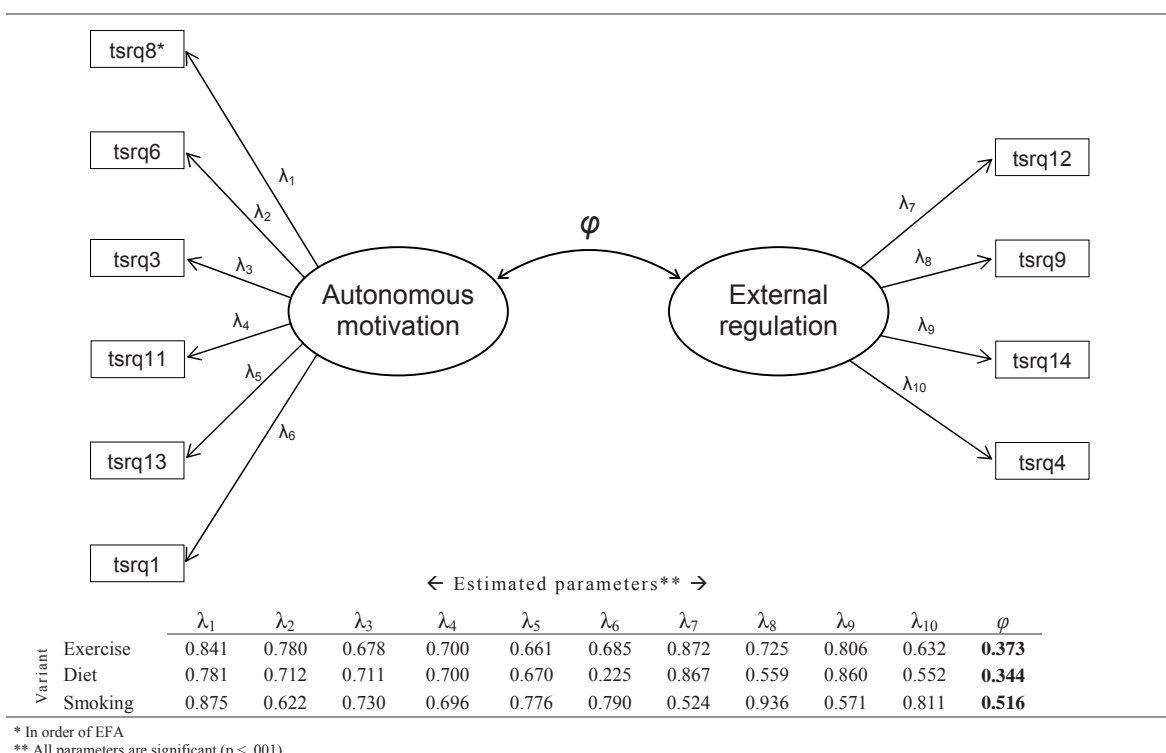 tsrq8*
tsrq6
tsrq12
λ1
λ7
λ2
φ
λ8
tsrq3
tsrq9
λ3
Autonomous
motivation
External
regulation
λ4
λ9
tsrq11
tsrq14
λ5
λ10
λ6
tsrq13
tsrq4
tsrq1
← Estimated parameters** →
λ1 λ2 λ3 λ4 λ5 λ6 λ7 λ8 λ9 λ10 φ
Variant
Exercise 0.841 0.780 0.678 0.700 0.661 0.685 0.872 0.725 0.806 0.632 0.373
Diet 0.781 0.712 0.711 0.700 0.670 0.225 0.867 0.559 0.860 0.552 0.344
Smoking 0.875 0.622 0.730 0.696 0.776 0.790 0.524 0.936 0.571 0.811 0.516
* In order of EFA
** All parameters are significant (p < .001)